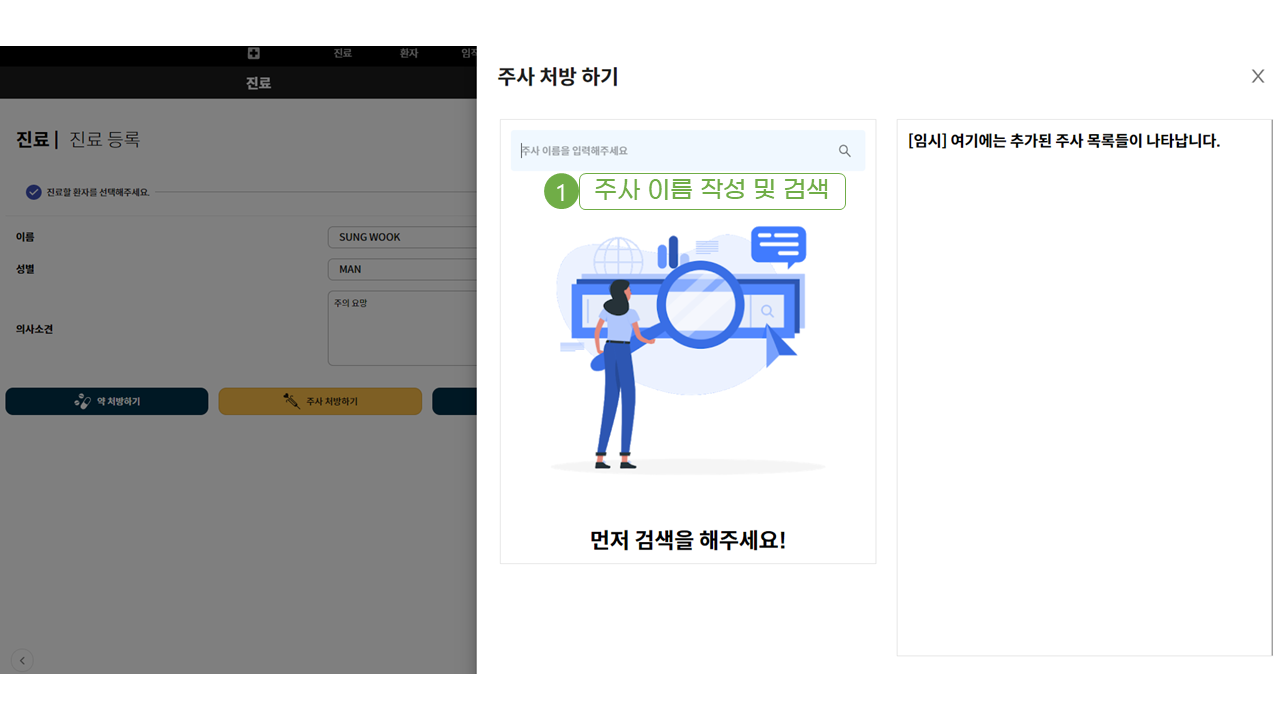 진료 환자
진료
진료 | 진료 등록
진료할 환자를 선택해주세요.
이름
SUNG WOOK
성별
MAN
의사소견
주의 요망
약 처방하기
주사 처방하기
주사 처방 하기
주사 이름을 입력해주세요
1 주사 이름 작성 및 검색
먼저 검색을 해주세요!
[임시] 여기에는 추가된 주사 목록들이 나타납니다.